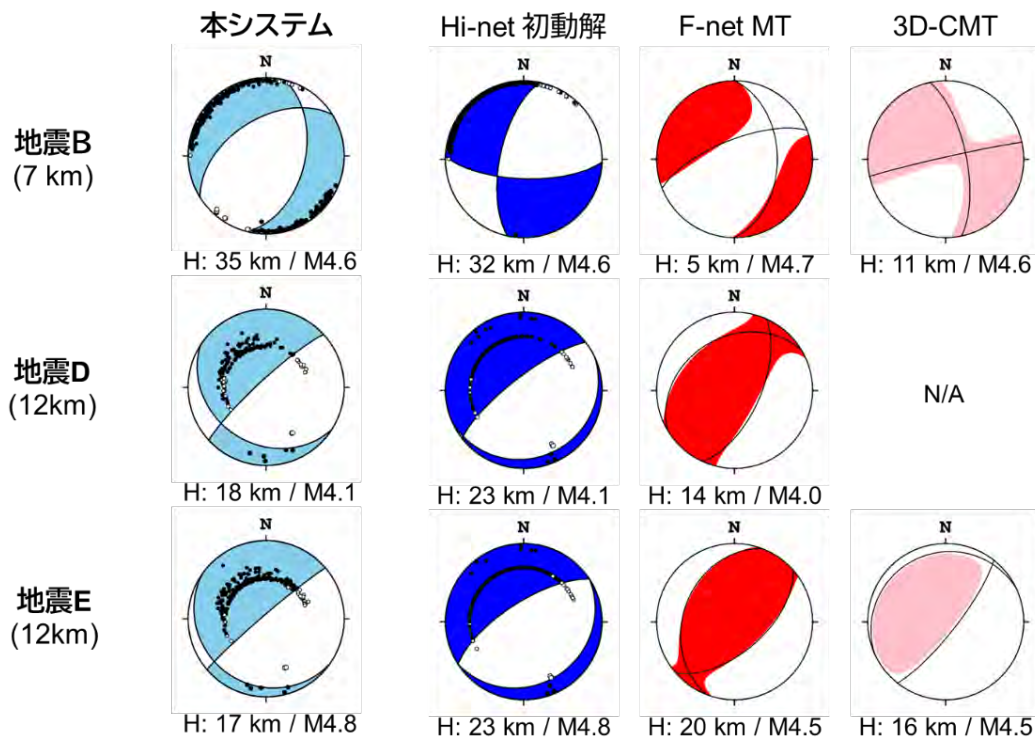 本システム Hi-net 初動解 F-net MT 3D-CMT
N N N N
地震B
(7 km)
H: 35 km / M4.6 H: 32 km / M4.6 H: 5 km / M4.7 H: 11 km / M4.6
N N N
地震D
(12km)
N/A
H: 18 km / M4.1 H: 23 km / M4.1 H: 14 km / M4.0
N N N N
地震E
(12km)
H: 17 km / M4.8 H: 23 km / M4.8 H: 20 km / M4.5 H: 16 km / M4.5